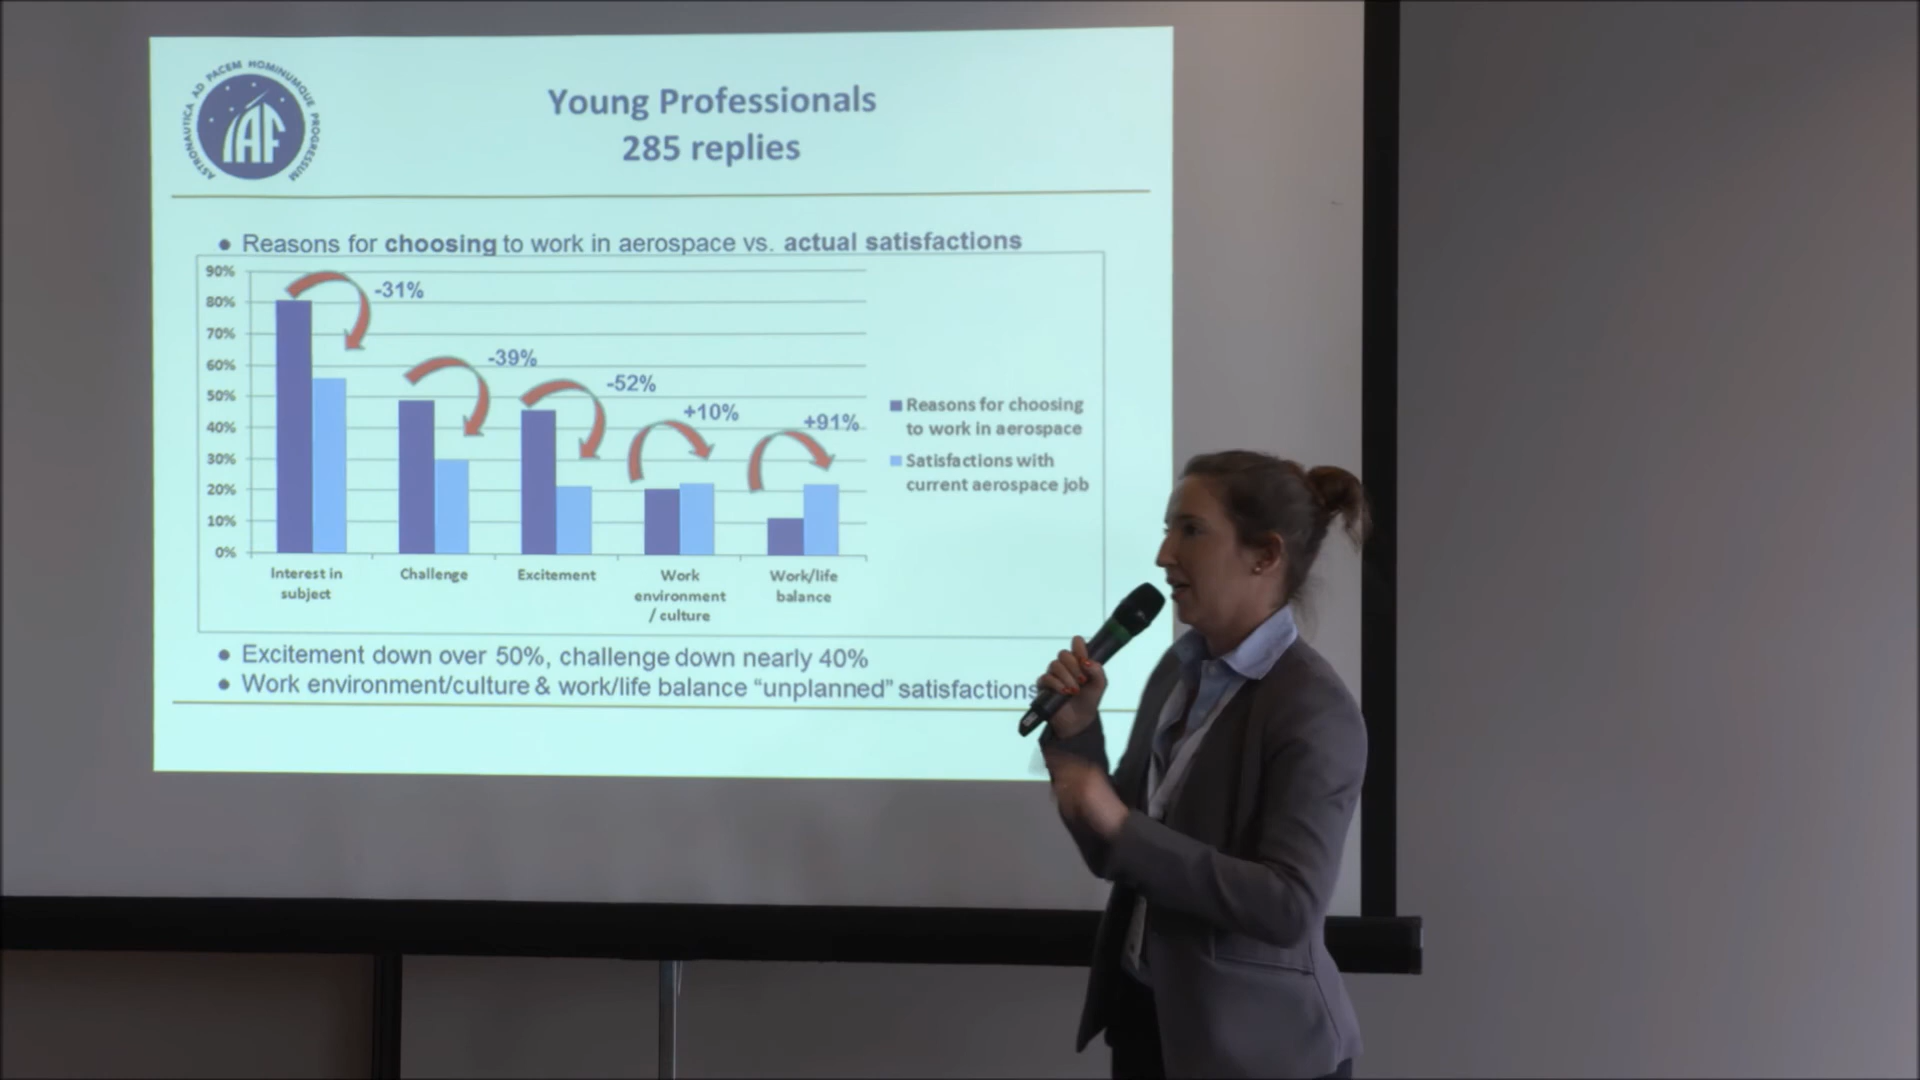 ASTRONAUTICA AD PACEM HOMINUMQUE PROGRESSUM
IAF
Young Professionals
285 replies
● Reasons for choosing to work in aerospace vs. actual satisfactions
90%
80%
70%
60%
50%
40%
30%
20%
10%
0%
-31%
-39%
-52%
+10%
+91%
Interest in
subject
Challenge
Excitement
Work
environment
/ culture
Work/life
balance
Reasons for choosing
to work in aerospace
Satisfactions with
current aerospace job
● Excitement down over 50%, challenge down nearly 40%
● Work environment/culture & work/life balance “unplanned” satisfactions